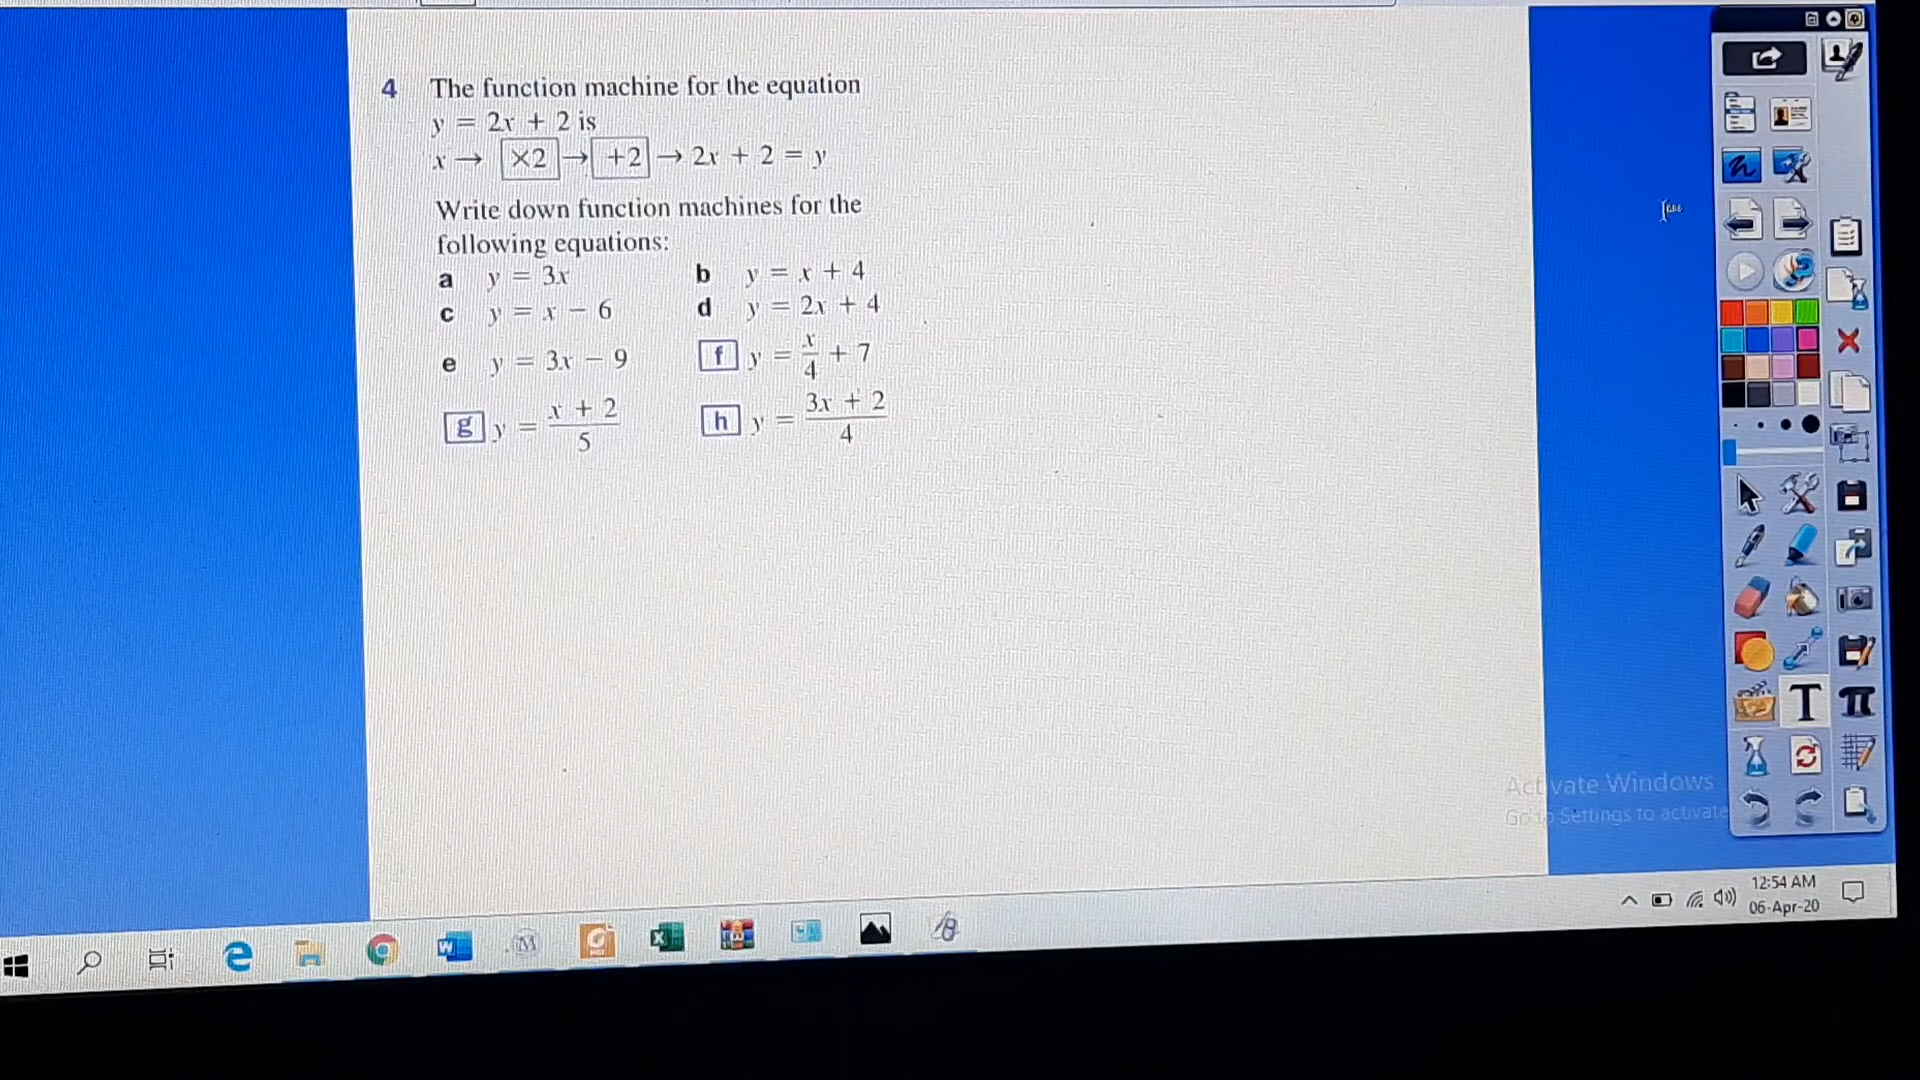 4 The function machine for the equation
y = 2x + 2 is
x → ×2 → +2 → 2x + 2 = y
Write down function machines for the
following equations:
a y = 3x b y = x + 4
c y = x − 6 d y = 2x + 4
e y = 3x − 9 f y = x/4 + 7
g y = (x + 2)/5 h y = (3x + 2)/4
T π
Activate Windows
Go to Settings to activate
12:54 AM
06-Apr-20